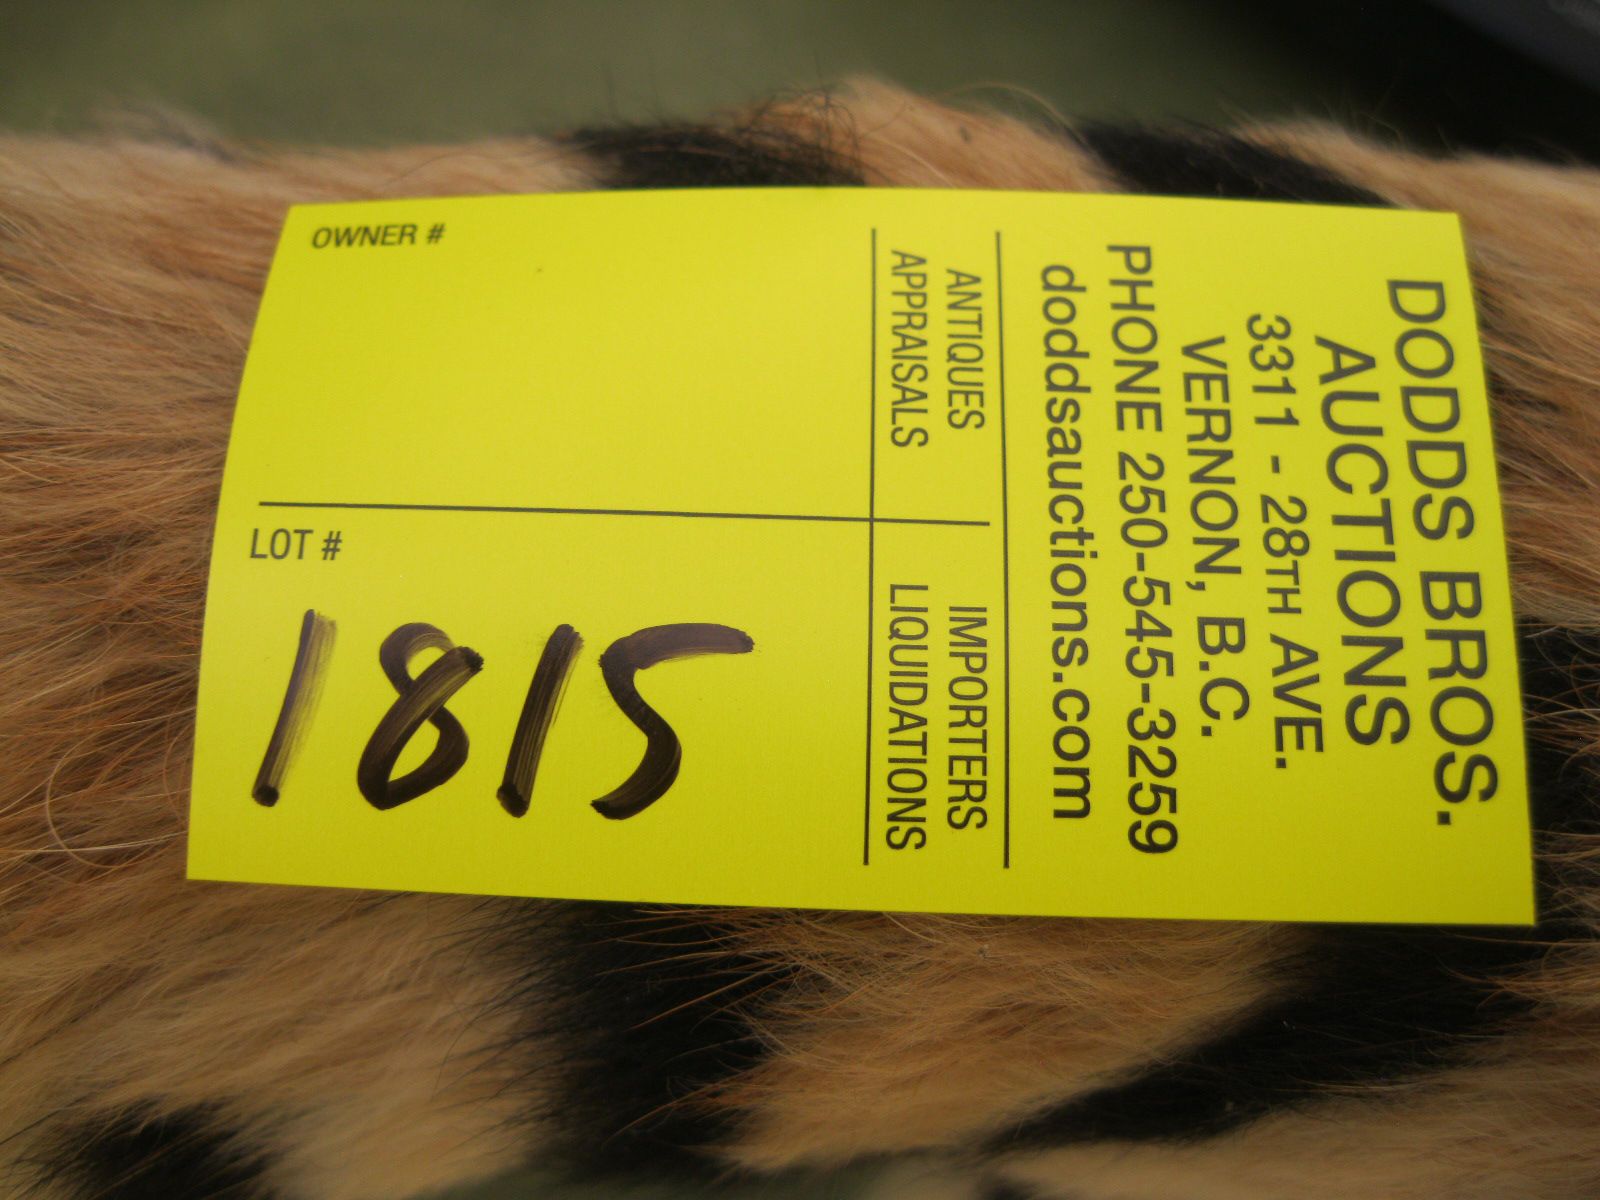 DODDS BROS.
AUCTIONS
3311 - 28TH AVE.
VERNON, B.C.
PHONE 250-545-3259
doddsauctions.com
ANTIQUES
APPRAISALS
IMPORTERS
LIQUIDATIONS
OWNER #
LOT #
1815